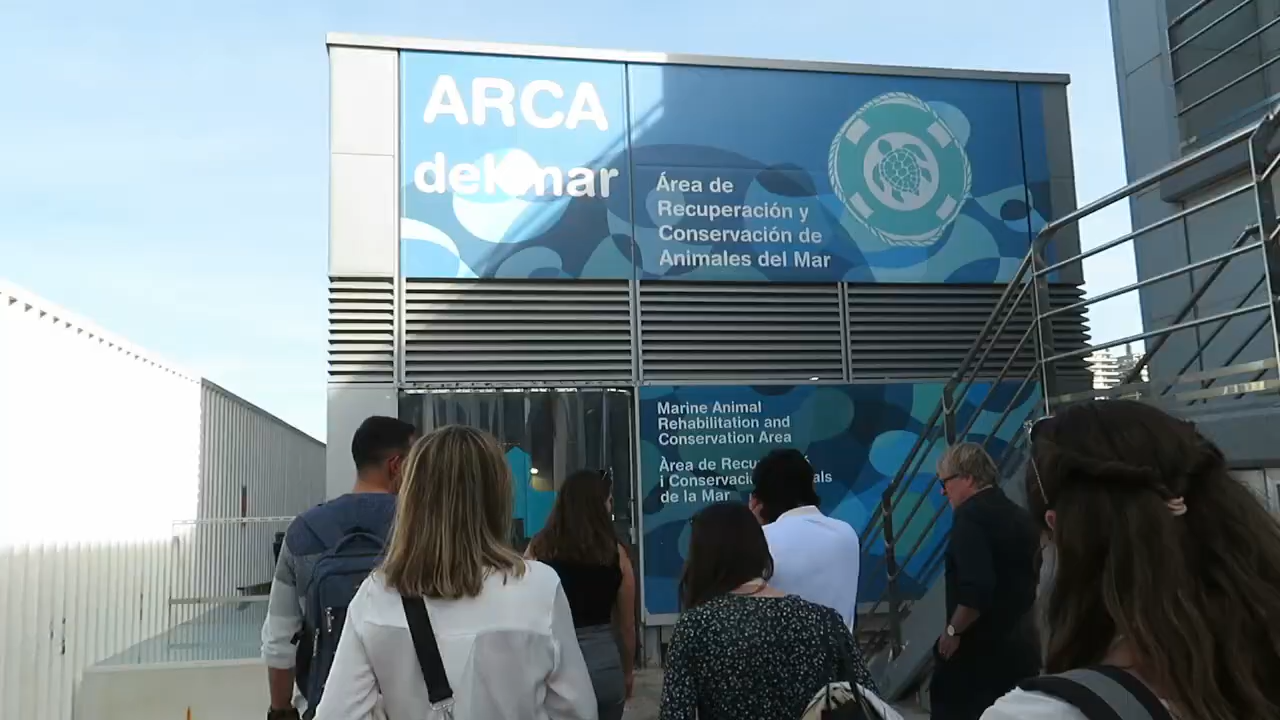 ARCA
del mar
Área de
Recuperación y
Conservación de
Animales del Mar
Marine Animal
Rehabilitation and
Conservation Area
Àrea de
i
de la Mar